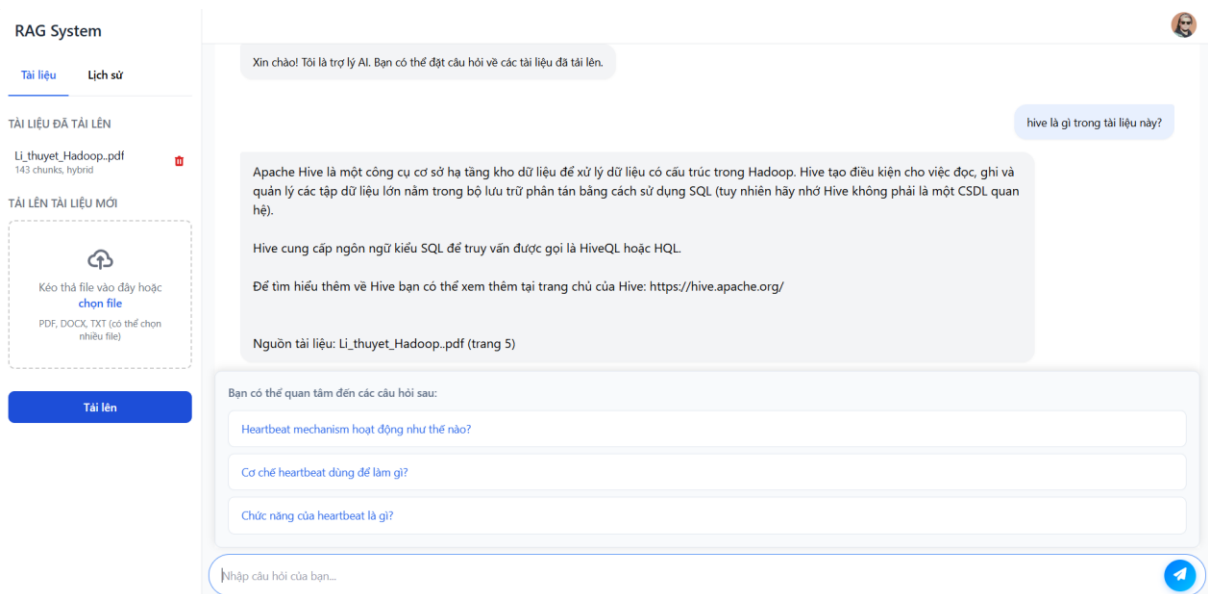 RAG System
Tài liệu
Lịch sử
TÀI LIỆU ĐÃ TẢI LÊN
Li_thuyet_Hadoop..pdf
143 chunks, hybrid
TẢI LÊN TÀI LIỆU MỚI
Kéo thả file vào đây hoặc
chọn file
PDF, DOCX, TXT (có thể chọn
nhiều file)
Tải lên
Xin chào! Tôi là trợ lý AI. Bạn có thể đặt câu hỏi về các tài liệu đã tải lên.
hive là gì trong tài liệu này?
Apache Hive là một công cụ cơ sở hạ tầng kho dữ liệu để xử lý dữ liệu có cấu trúc trong Hadoop. Hive tạo điều kiện cho việc đọc, ghi và
quản lý các tập dữ liệu lớn nằm trong bộ lưu trữ phân tán bằng cách sử dụng SQL (tuy nhiên hãy nhớ Hive không phải là một CSDL quan
hệ).
Hive cung cấp ngôn ngữ kiểu SQL để truy vấn được gọi là HiveQL hoặc HQL.
Để tìm hiểu thêm về Hive bạn có thể xem thêm tại trang chủ của Hive: https://hive.apache.org/
Nguồn tài liệu: Li_thuyet_Hadoop..pdf (trang 5)
Bạn có thể quan tâm đến các câu hỏi sau:
Heartbeat mechanism hoạt động như thế nào?
Cơ chế heartbeat dùng để làm gì?
Chức năng của heartbeat là gì?
Nhập câu hỏi của bạn...